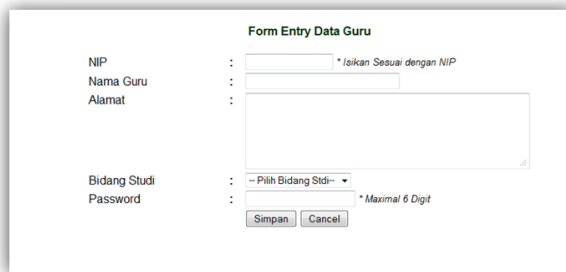 Form Entry Data Guru
NIP : * Isikan Sesuai dengan NIP
Nama Guru :
Alamat :
Bidang Studi : -- Pilih Bidang Stdi--
Password : * Maximal 6 Digit
Simpan Cancel